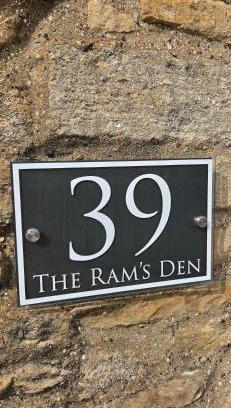 39
The Ram's Den